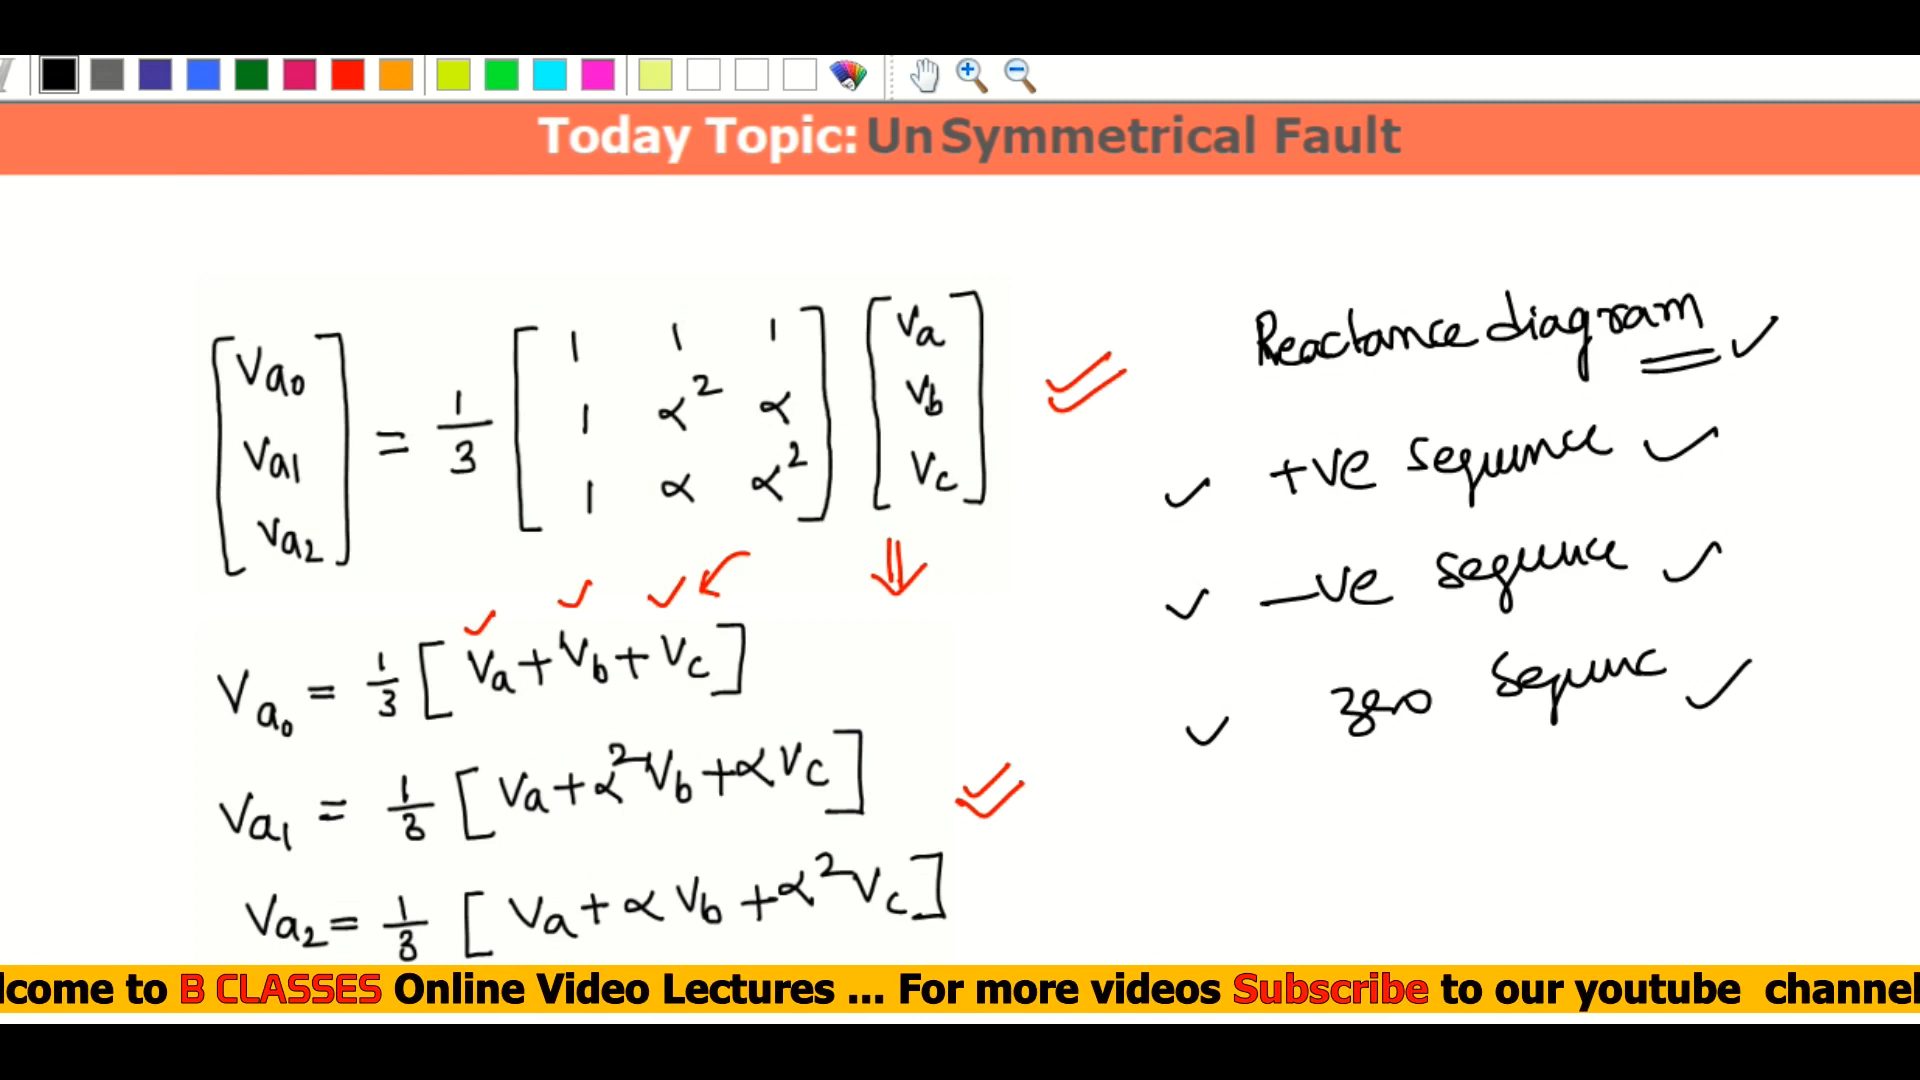 Today Topic: UnSymmetrical Fault
[Va0 Va1 Va2] = 1/3 [1 1 1; 1 α² α; 1 α α²] [Va Vb Vc]
Va0 = 1/3 [Va + Vb + Vc]
Va1 = 1/3 [Va + α²Vb + αVc]
Va2 = 1/3 [Va + αVb + α²Vc]
Reactance diagram ✓
✓ +ve sequence ✓
✓ -ve sequence ✓
✓ zero Sequenc ✓
lcome to B CLASSES Online Video Lectures ... For more videos Subscribe to our youtube channel